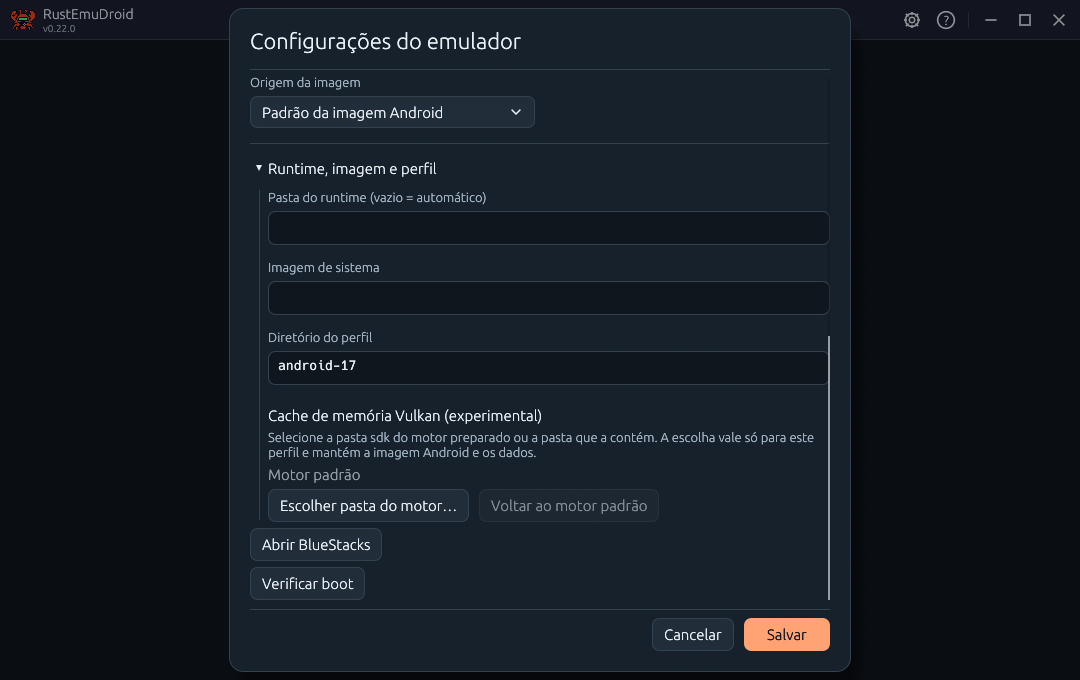 RustEmuDroid
v0.22.0
Configurações do emulador
Origem da imagem
Padrão da imagem Android
Runtime, imagem e perfil
Pasta do runtime (vazio = automático)
Imagem de sistema
Diretório do perfil
android-17
Cache de memória Vulkan (experimental)
Selecione a pasta sdk do motor preparado ou a pasta que a contém. A escolha vale só para este
perfil e mantém a imagem Android e os dados.
Motor padrão
Escolher pasta do motor...
Voltar ao motor padrão
Abrir BlueStacks
Verificar boot
Cancelar
Salvar